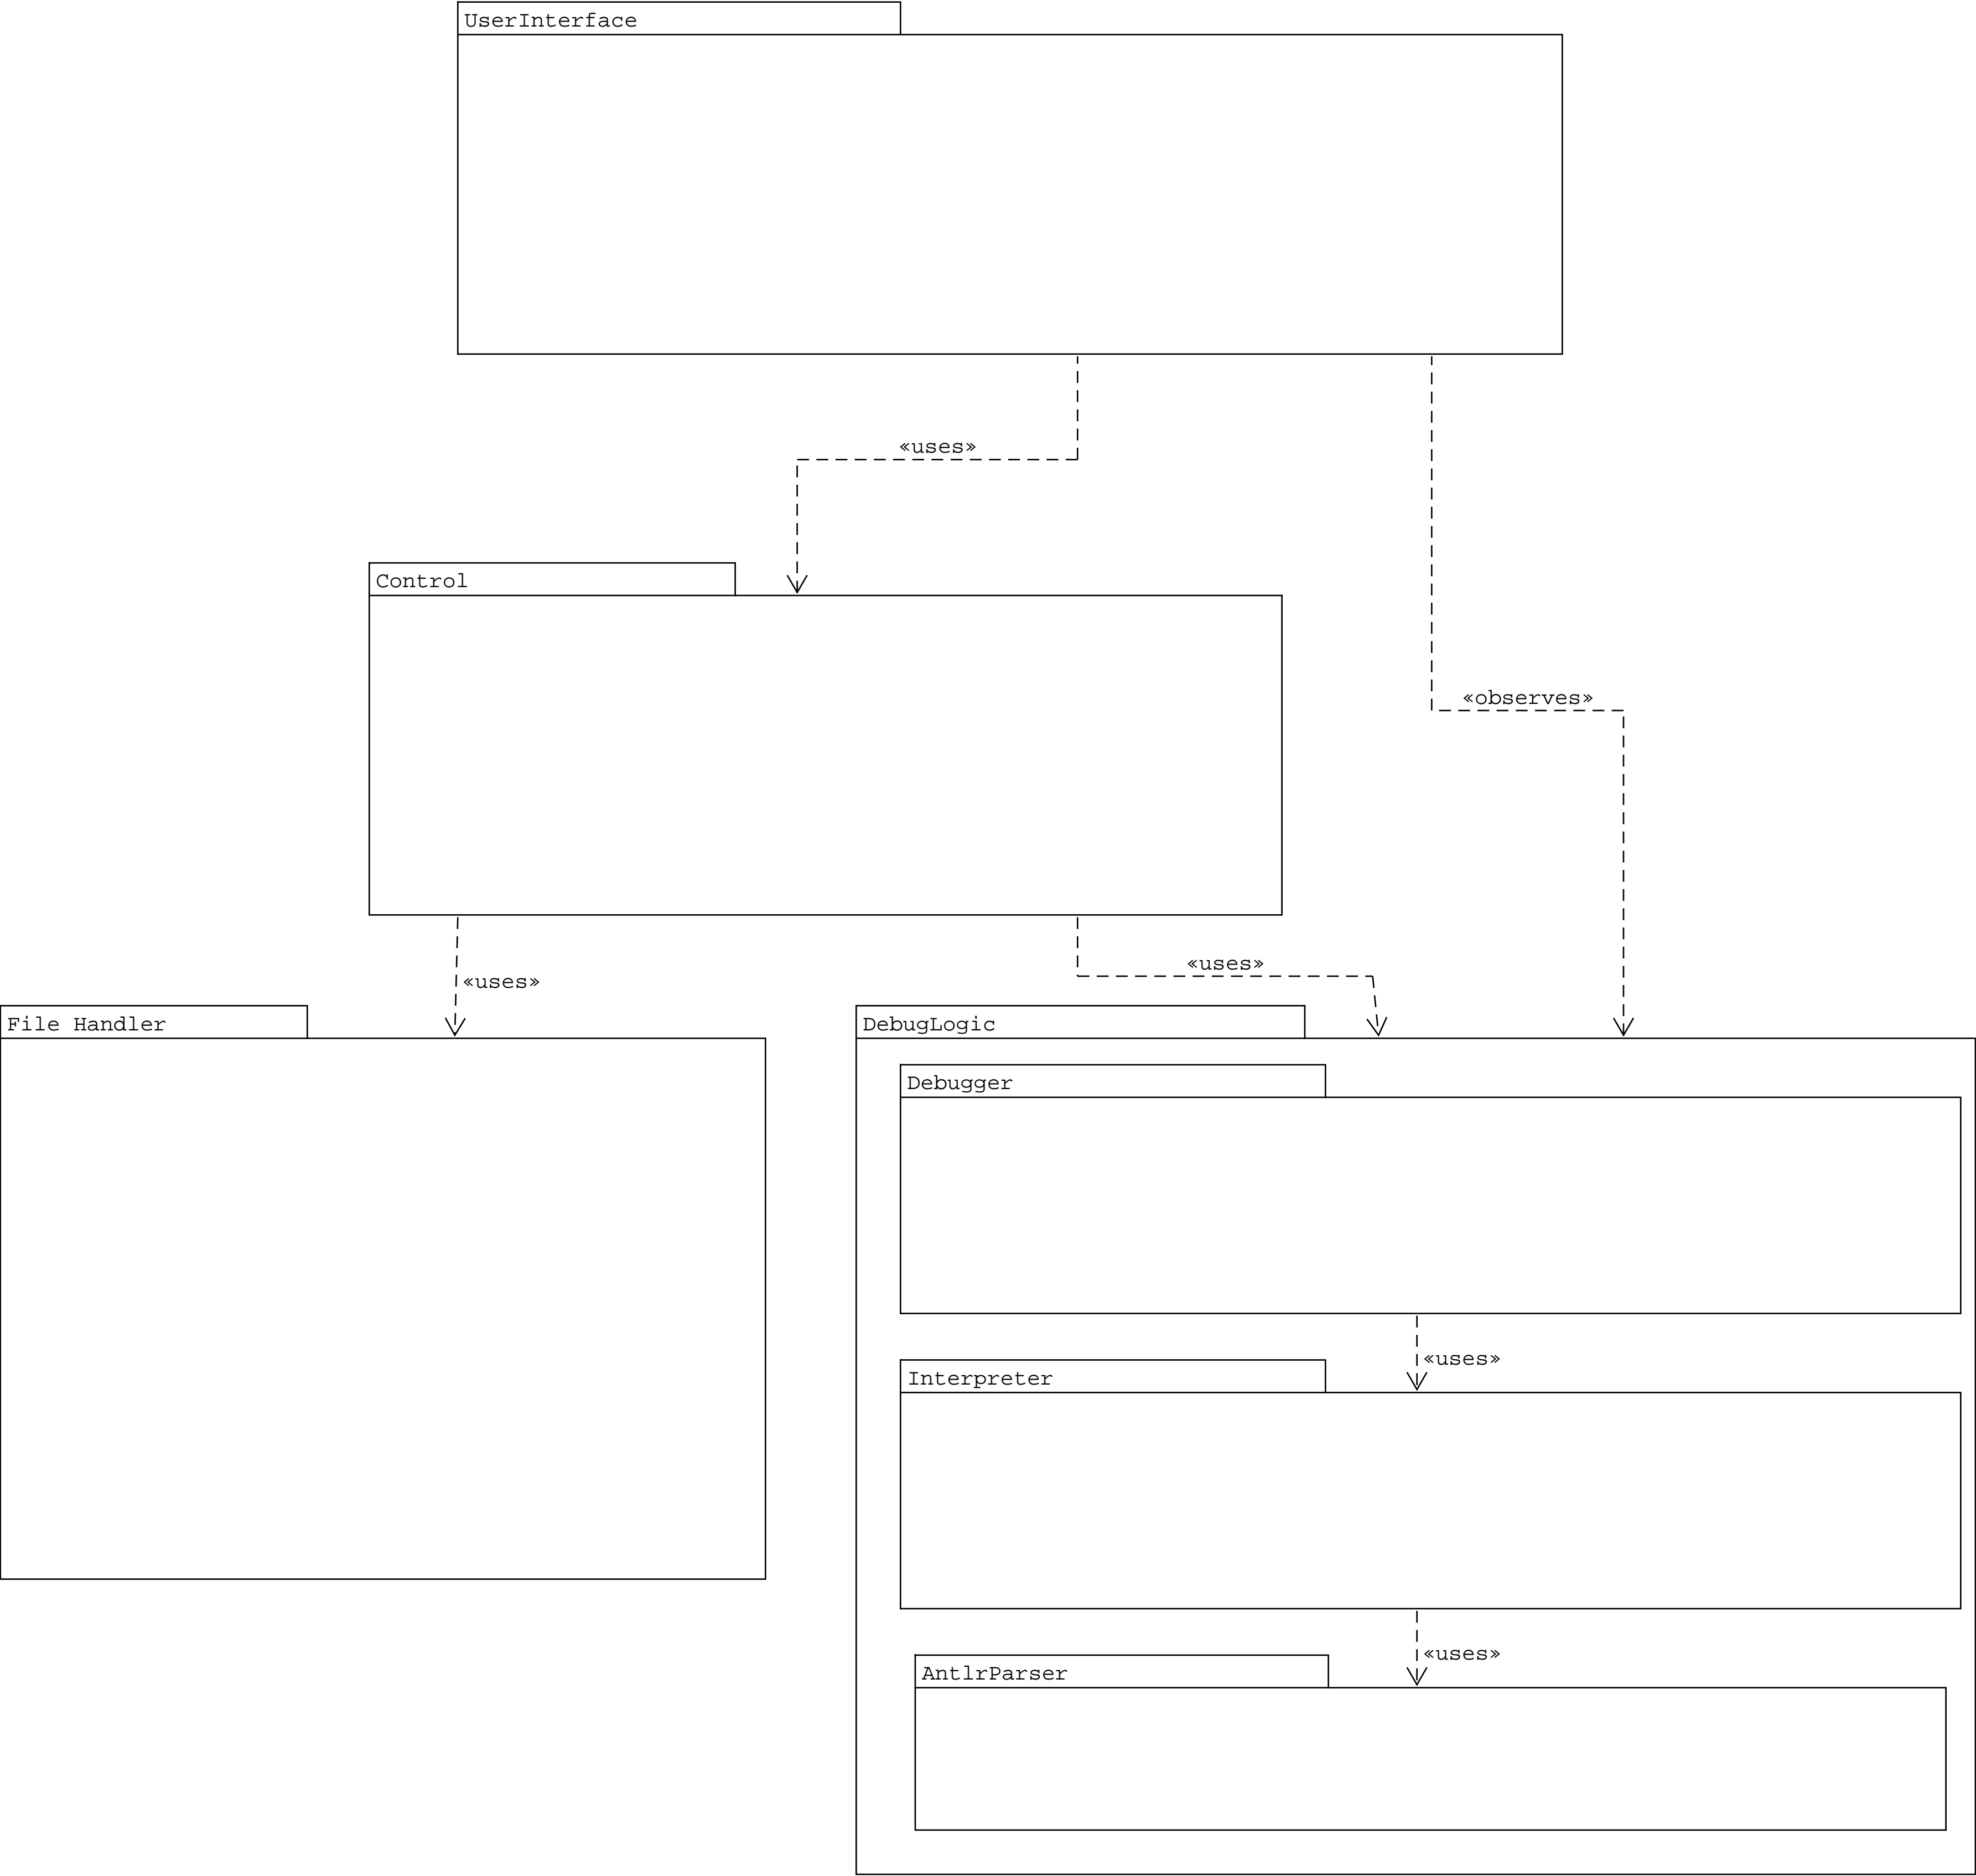 UserInterface
«uses»
Control
«observes»
«uses»
«uses»
File Handler
DebugLogic
Debugger
«uses»
Interpreter
«uses»
AntlrParser